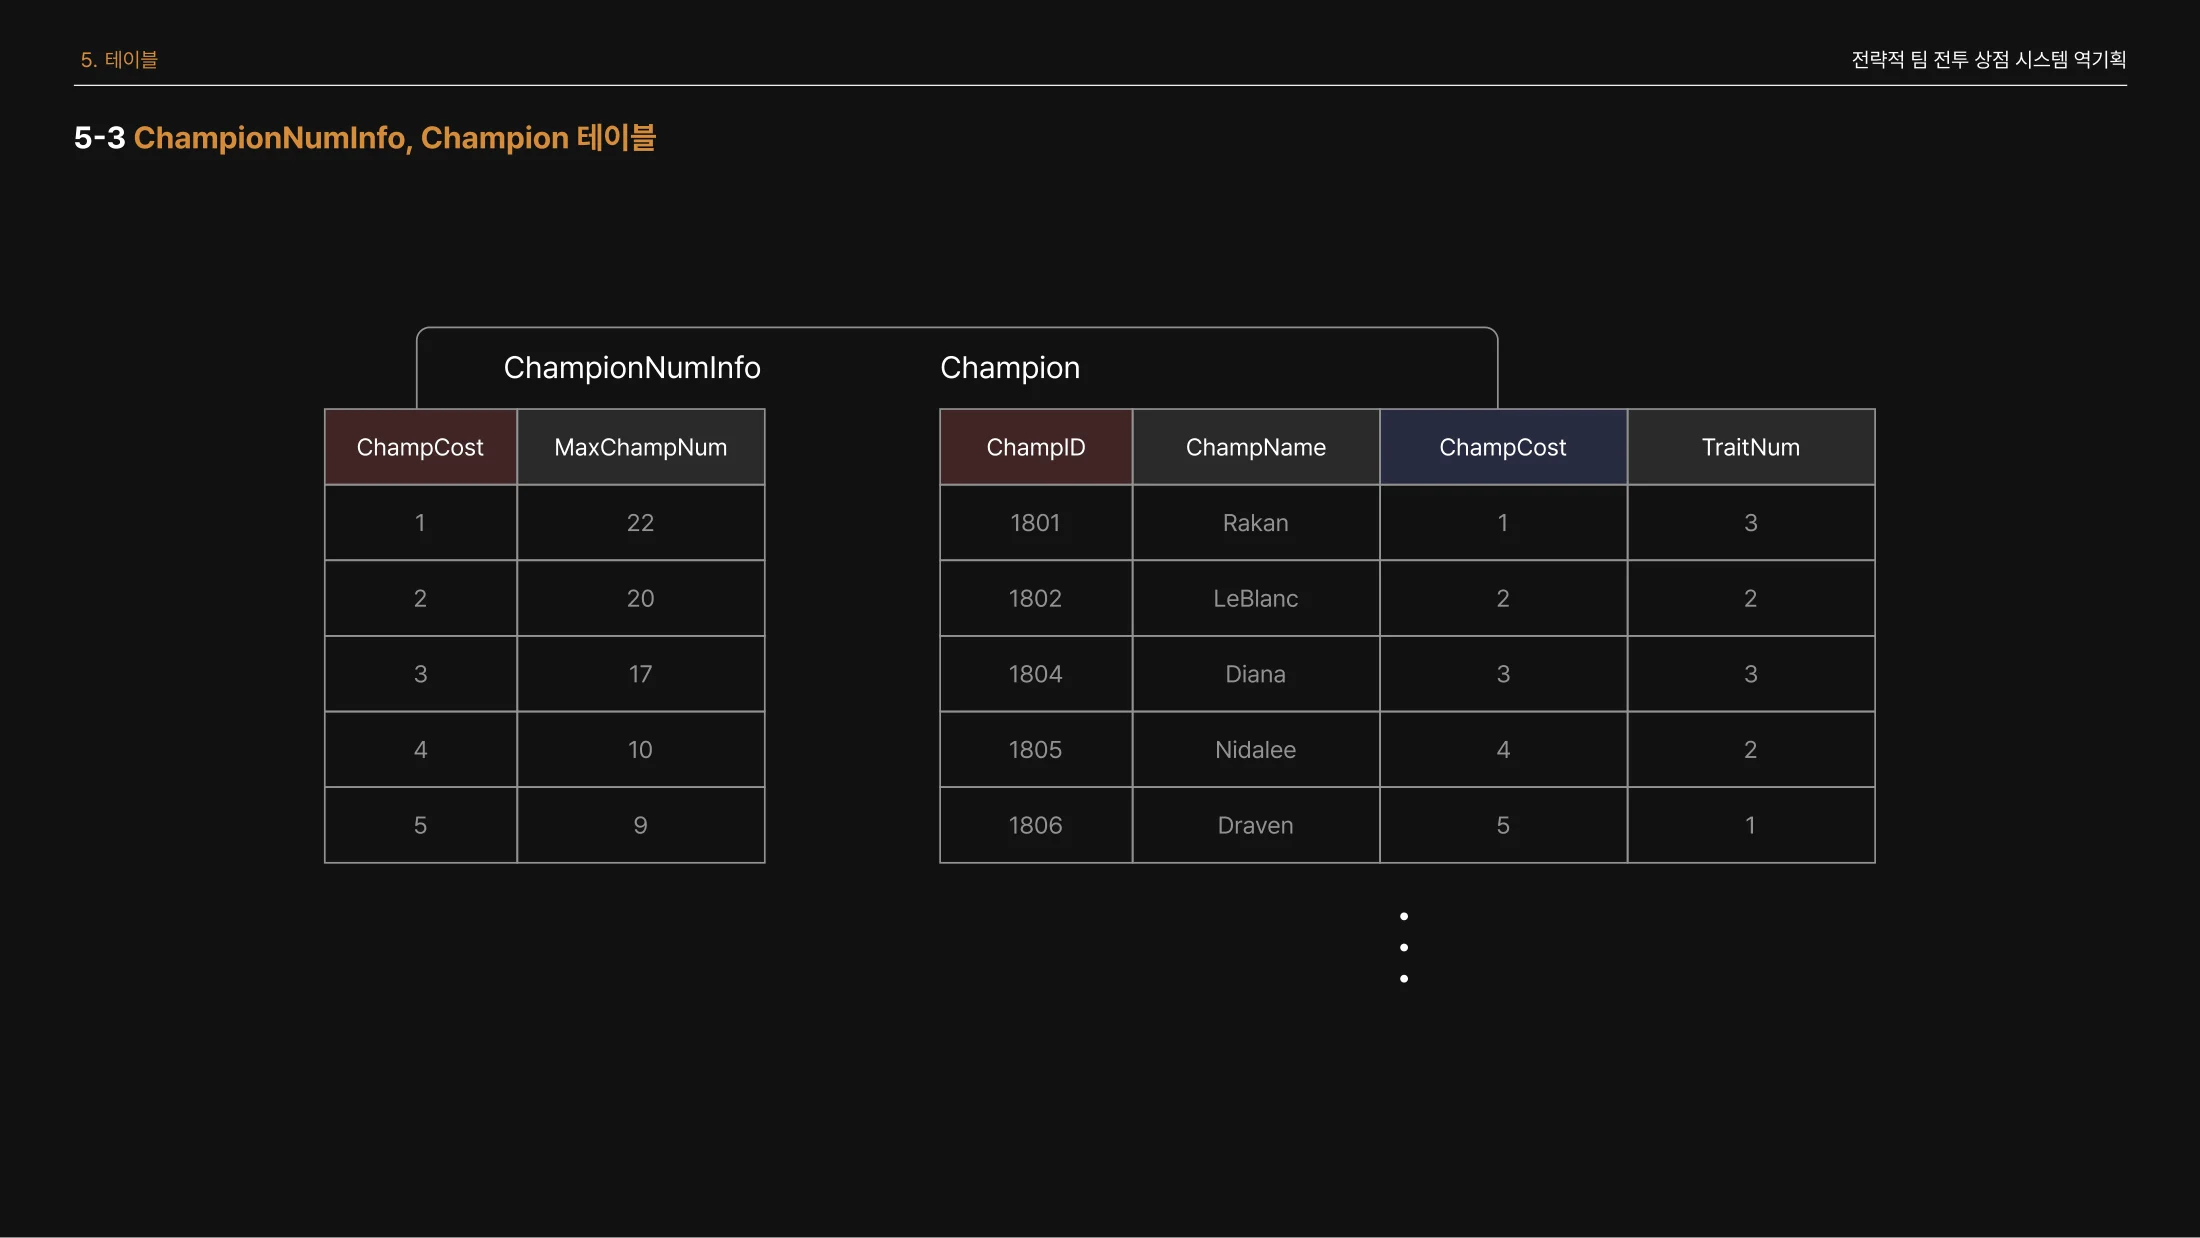 5. 테이블
전략적 팀 전투 상점 시스템 역기획
5-3 ChampionNumInfo, Champion 테이블
ChampionNumInfo
ChampCost MaxChampNum
1 22
2 20
3 17
4 10
5 9
Champion
ChampID ChampName ChampCost TraitNum
1801 Rakan 1 3
1802 LeBlanc 2 2
1804 Diana 3 3
1805 Nidalee 4 2
1806 Draven 5 1